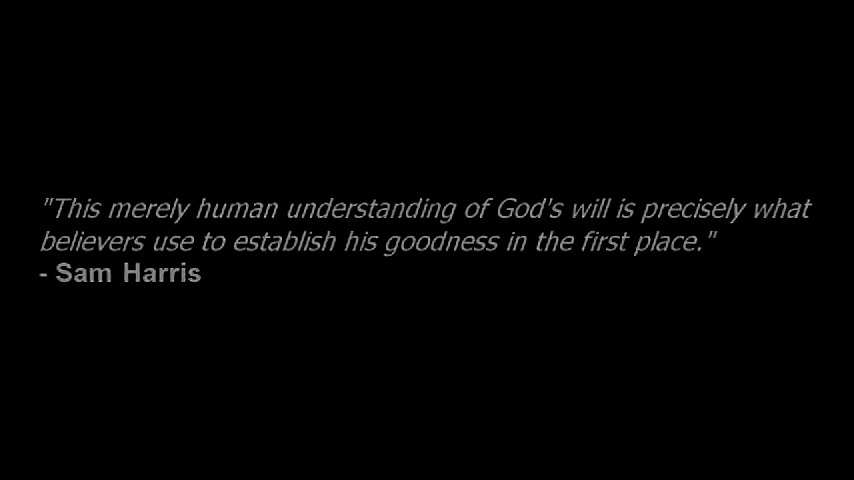 "This merely human understanding of God's will is precisely what
believers use to establish his goodness in the first place."
- Sam Harris